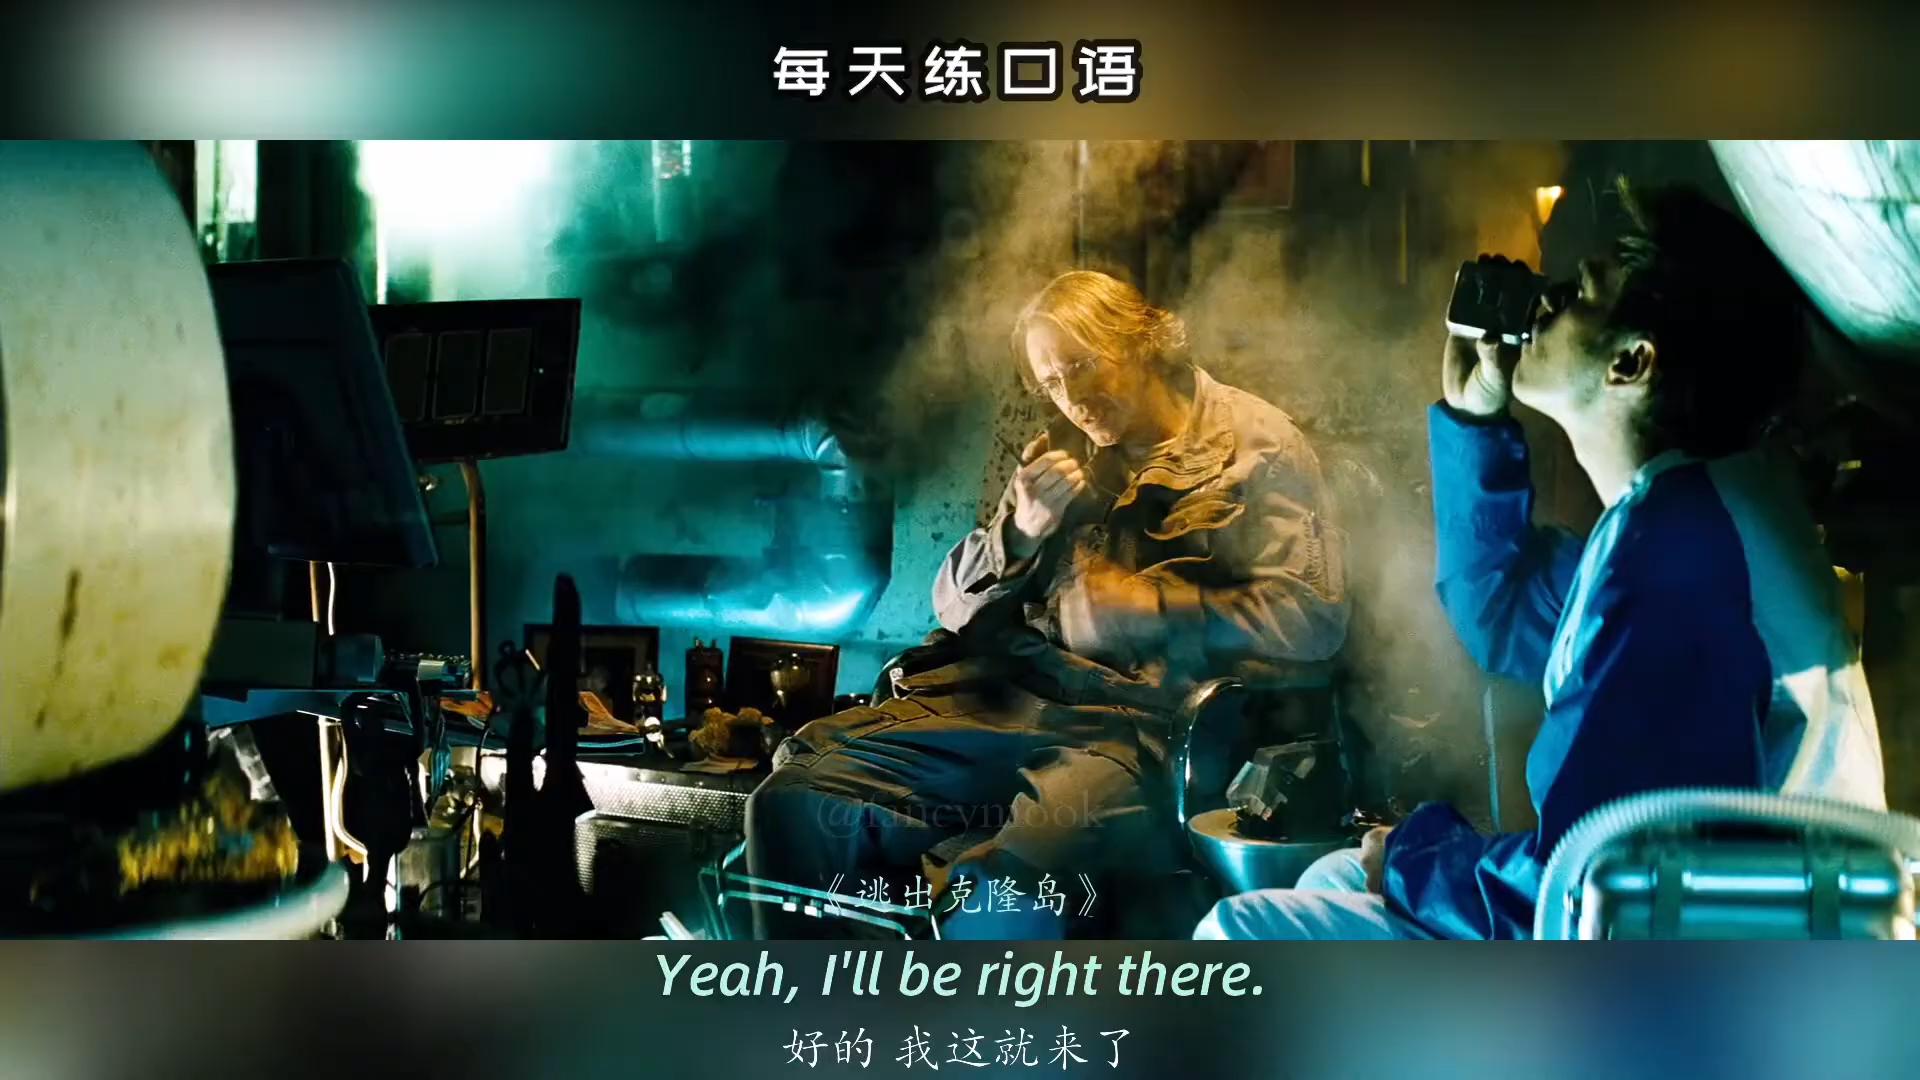 每天练口语
@fancymook
《逃出克隆岛》
Yeah, I'll be right there.
好的 我这就来了